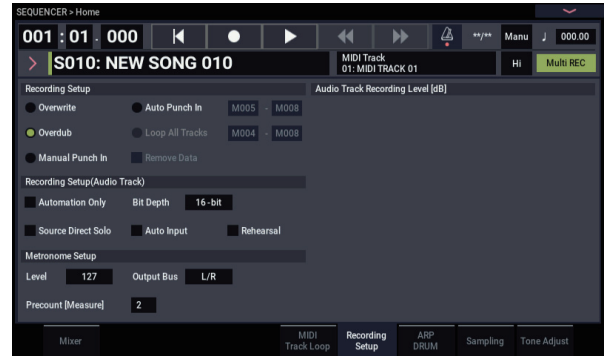 SEQUENCER > Home
001 : 01 . 000 **/** Manu ♩ 000.00
S010: NEW SONG 010 MIDI Track Hi Multi REC
01: MIDI TRACK 01
Recording Setup Audio Track Recording Level [dB]
Overwrite Auto Punch In M005 - M008
Overdub Loop All Tracks M004 - M008
Manual Punch In Remove Data
Recording Setup(Audio Track)
Automation Only Bit Depth 16-bit
Source Direct Solo Auto Input Rehearsal
Metronome Setup
Level 127 Output Bus L/R
Precount [Measure] 2
Mixer MIDI Track Loop Recording Setup ARP DRUM Sampling Tone Adjust